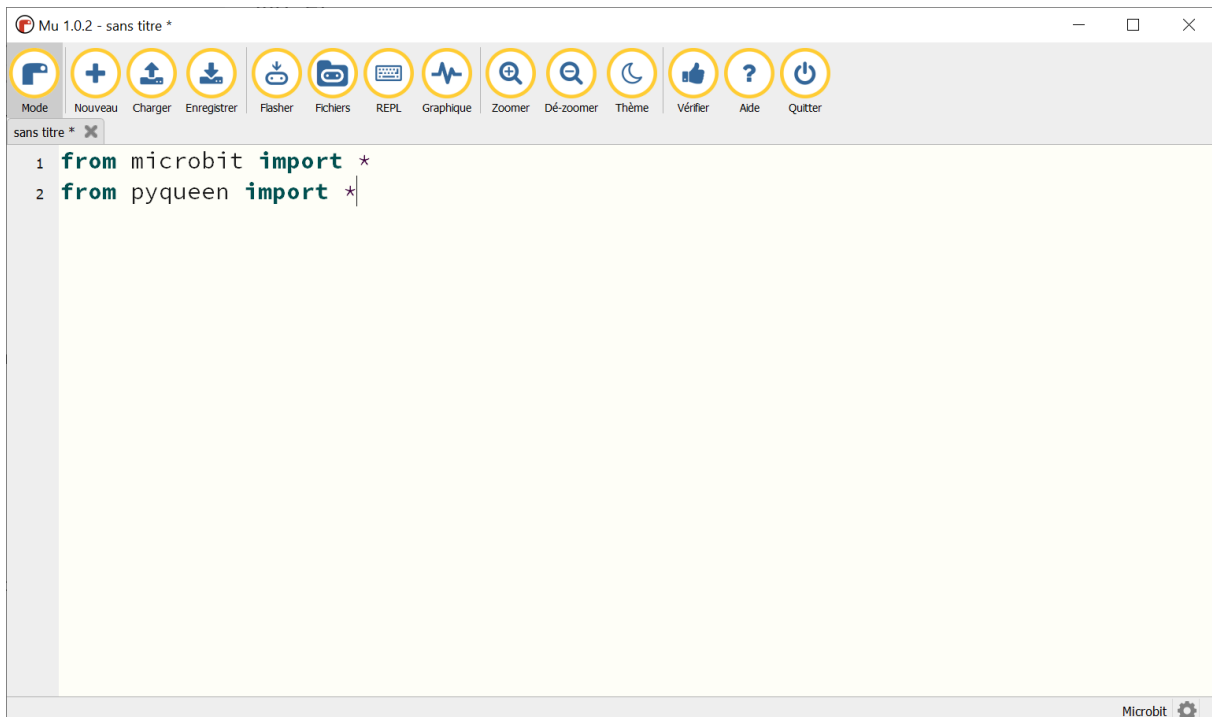 Mu 1.0.2 - sans titre *
Mode Nouveau Charger Enregistrer Flasher Fichiers REPL Graphique Zoomer Dé-zoomer Thème Vérifier Aide Quitter
sans titre *
1 from microbit import *
2 from pyqueen import *
Microbit